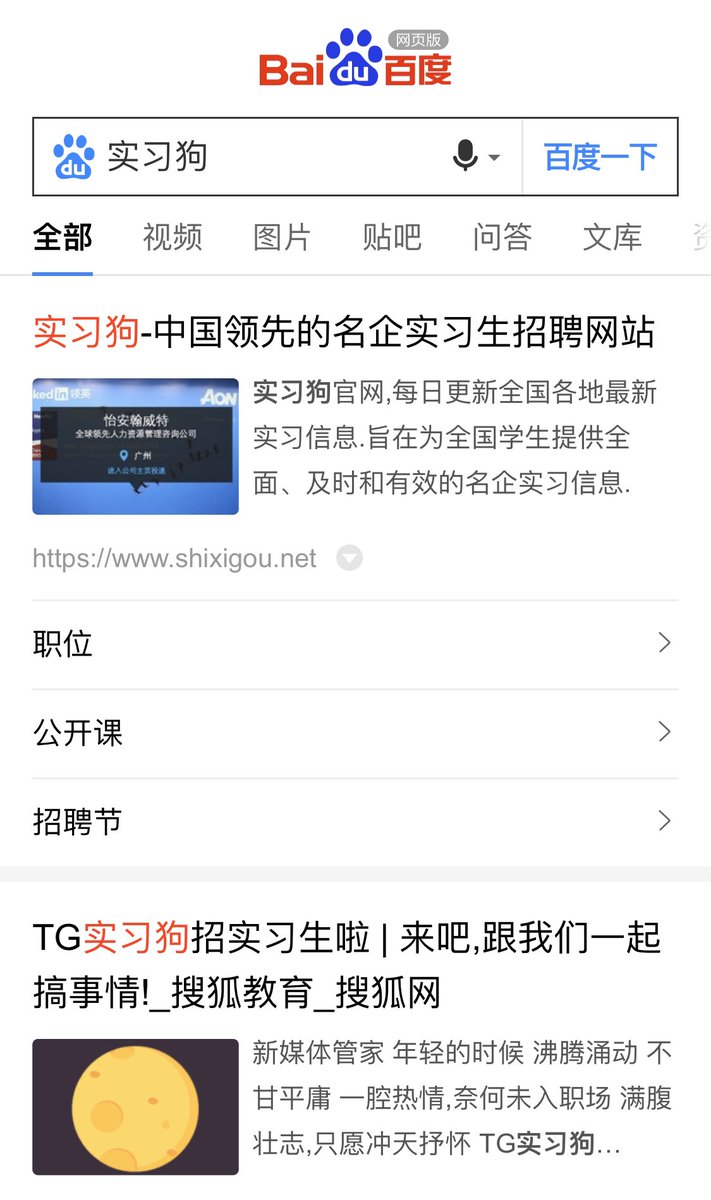 Bai du 百度 网页版
du 实习狗 百度一下
全部 视频 图片 贴吧 问答 文库
实习狗-中国领先的名企实习生招聘网站
ked in 领英
AON
怡安翰威特
全球领先人力资源管理咨询公司
广州
进入公司主页投递
实习狗官网,每日更新全国各地最新
实习信息.旨在为全国学生提供全
面、及时和有效的名企实习信息.
https://www.shixigou.net
职位
公开课
招聘节
TG实习狗招实习生啦 | 来吧,跟我们一起
搞事情!_搜狐教育_搜狐网
新媒体管家 年轻的时候 沸腾涌动 不
甘平庸 一腔热情,奈何未入职场 满腹
壮志,只愿冲天抒怀 TG实习狗...